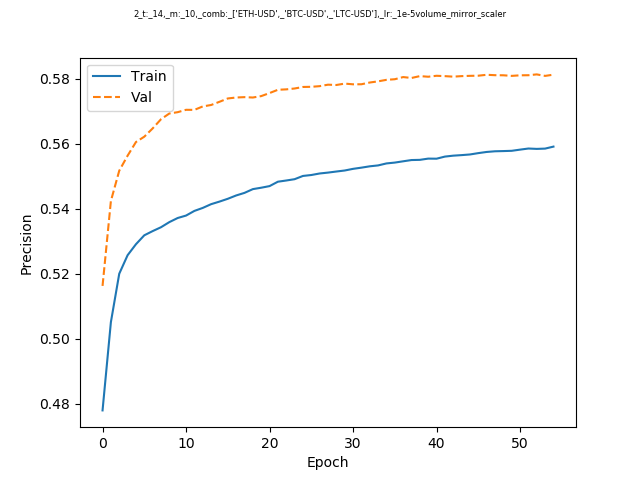 2_t:_14,_m:_10,_comb:_['ETH-USD',_'BTC-USD',_'LTC-USD'],_lr:_1e-5volume_mirror_scaler
Train
Val
0.58
0.56
0.54
0.52
0.50
0.48
Precision
0 10 20 30 40 50
Epoch